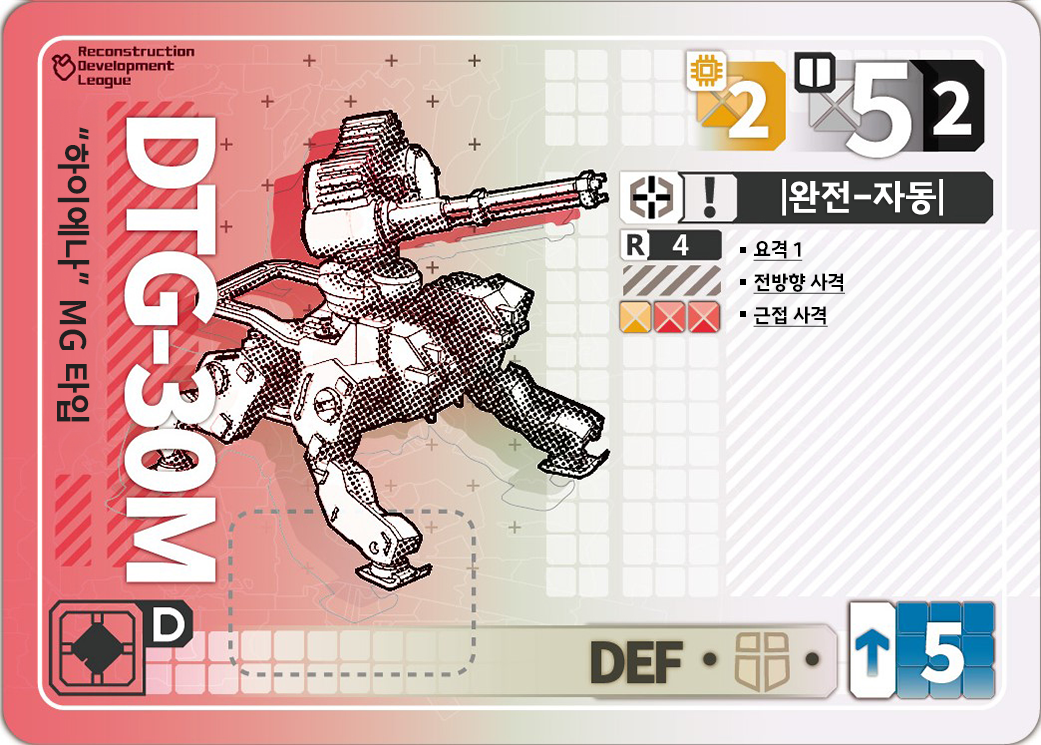 Reconstruction
Development
League
"하이에나" MG 타입
DTG-30M
2
5
2
! |완전-자동|
R 4
▪ 요격 1
▪ 전방향 사격
▪ 근접 사격
D
DEF • •
5